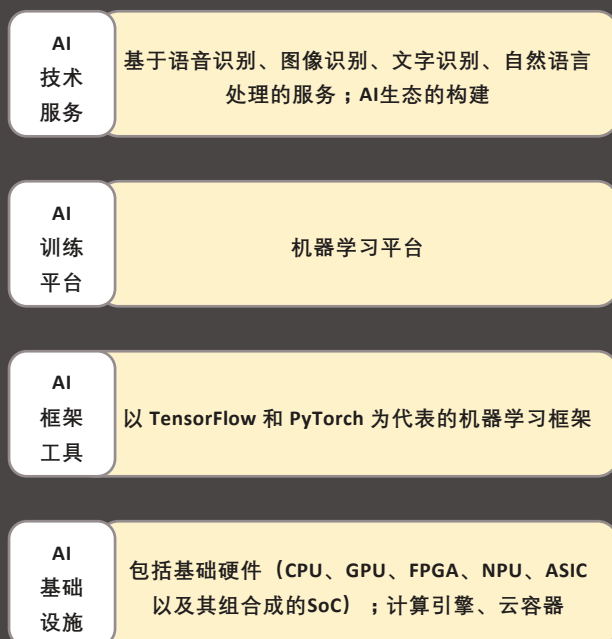 AI
技术
服务
基于语音识别、图像识别、文字识别、自然语言
处理的服务；AI生态的构建
AI
训练
平台
机器学习平台
AI
框架
工具
以 TensorFlow 和 PyTorch 为代表的机器学习框架
AI
基础
设施
包括基础硬件（CPU、GPU、FPGA、NPU、ASIC
以及其组合成的SoC）；计算引擎、云容器